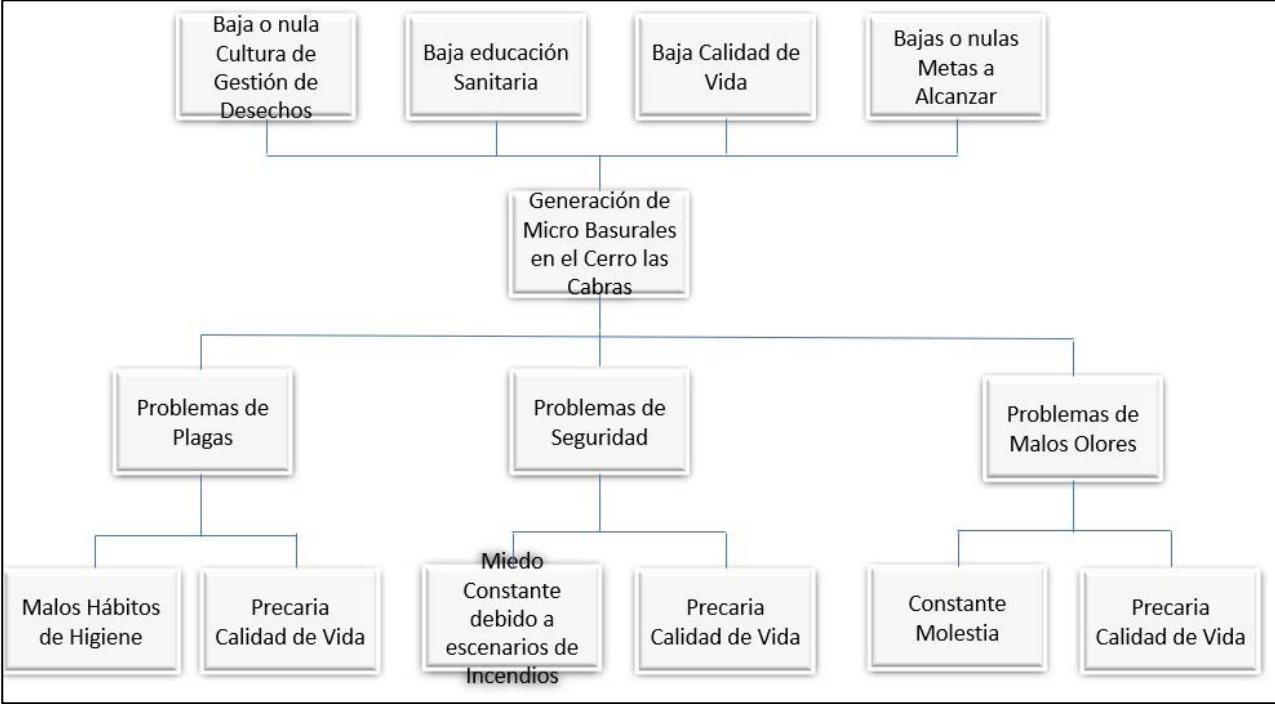 Baja o nula
Cultura de
Gestión de
Desechos
Baja educación
Sanitaria
Baja Calidad de
Vida
Bajas o nulas
Metas a
Alcanzar
Generación de
Micro Basurales
en el Cerro las
Cabras
Problemas de
Plagas
Problemas de
Seguridad
Problemas de
Malos Olores
Malos Hábitos
de Higiene
Precaria
Calidad de Vida
Miedo
Constante
debido a
escenarios de
Incendios
Precaria
Calidad de Vida
Constante
Molestia
Precaria
Calidad de Vida